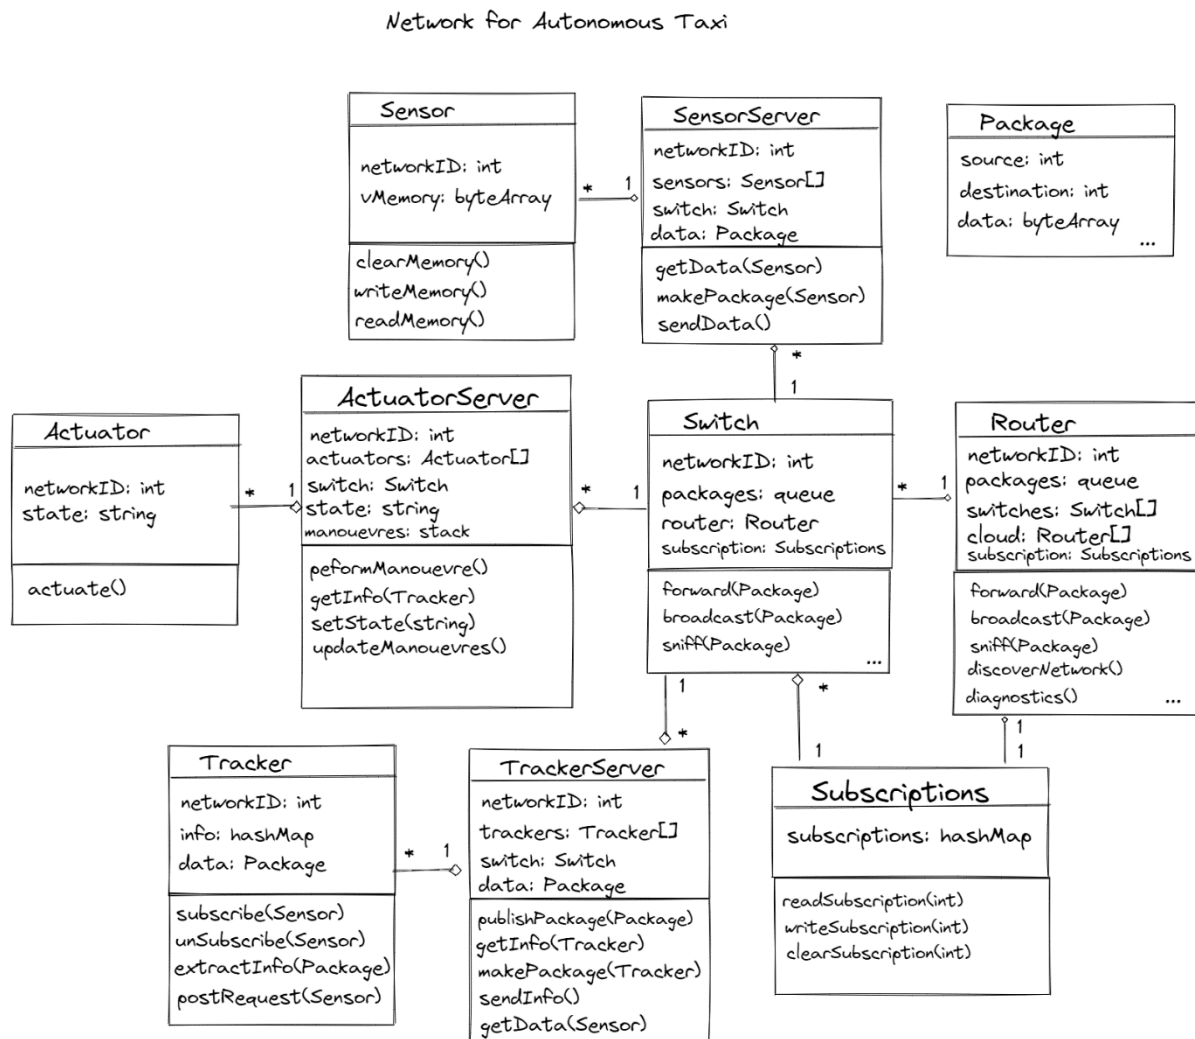 Network for Autonomous Taxi
Sensor
networkID: int
vMemory: byteArray
clearMemory()
writeMemory()
readMemory()
*
1
SensorServer
networkID: int
sensors: Sensor[]
switch: Switch
data: Package
getData(Sensor)
makePackage(Sensor)
sendData()
*
1
Package
source: int
destination: int
data: byteArray
...
Actuator
networkID: int
state: string
actuate()
*
1
ActuatorServer
networkID: int
actuators: Actuator[]
switch: Switch
state: string
manouevres: stack
peformManouevre()
getInfo(Tracker)
setState(string)
updateManouevres()
*
1
Switch
networkID: int
packages: queue
router: Router
subscription: Subscriptions
forward(Package)
broadcast(Package)
sniff(Package)
...
*
1
Router
networkID: int
packages: queue
switches: Switch[]
cloud: Router[]
subscription: Subscriptions
forward(Package)
broadcast(Package)
sniff(Package)
discoverNetwork()
diagnostics()
...
1
*
*
1
1
1
Tracker
networkID: int
info: hashMap
data: Package
subscribe(Sensor)
unSubscribe(Sensor)
extractInfo(Package)
postRequest(Sensor)
*
1
TrackerServer
networkID: int
trackers: Tracker[]
switch: Switch
data: Package
publishPackage(Package)
getInfo(Tracker)
makePackage(Tracker)
sendInfo()
getData(Sensor)
Subscriptions
subscriptions: hashMap
readSubscription(int)
writeSubscription(int)
clearSubscription(int)